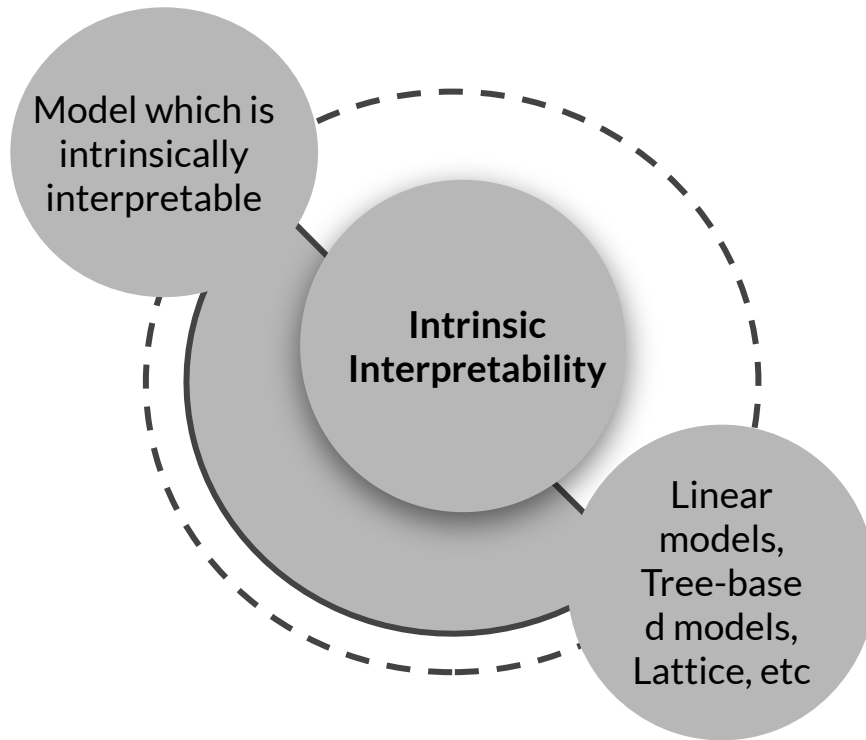 Model which is
intrinsically
interpretable
Intrinsic
Interpretability
Linear
models,
Tree-base
d models,
Lattice, etc